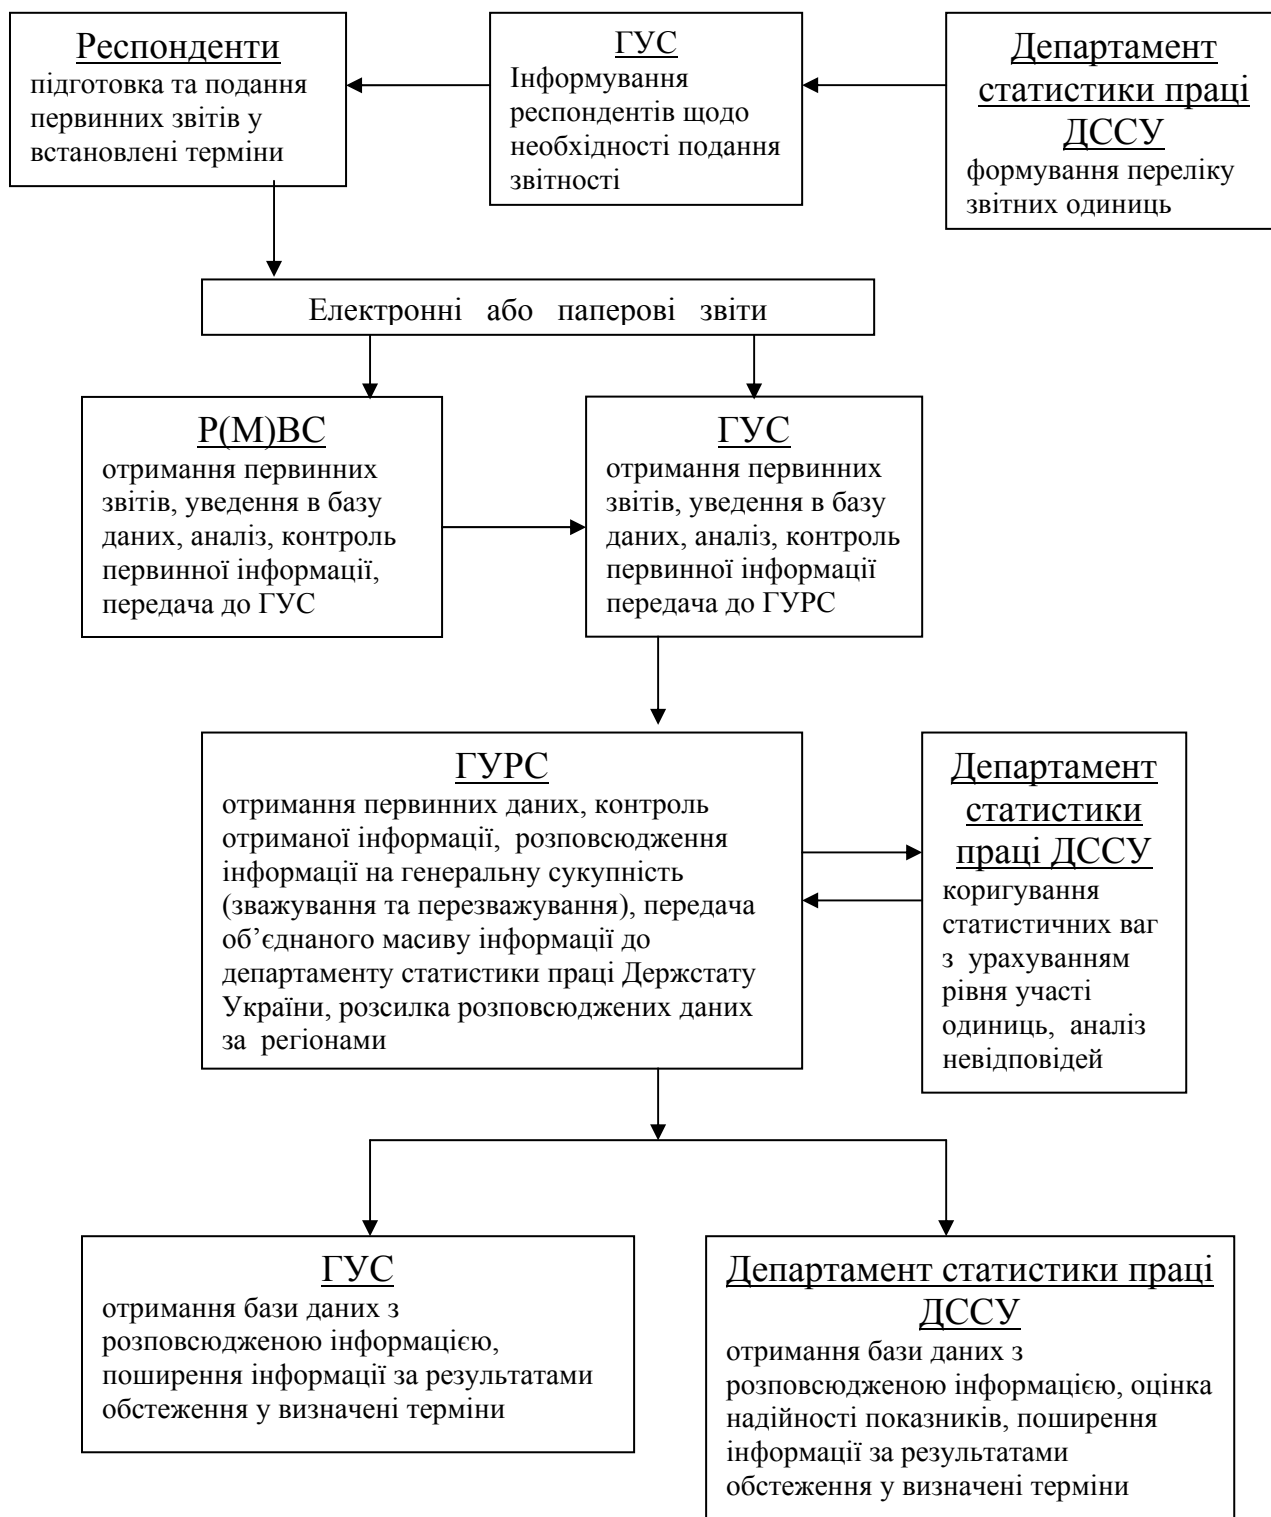 Респонденти
підготовка та подання
первинних звітів у
встановлені терміни
ГУС
Інформування
респондентів щодо
необхідності подання
звітності
Департамент
статистики праці
ДССУ
формування переліку
звітних одиниць
Електронні або паперові звіти
Р(М)ВС
отримання первинних
звітів, уведення в базу
даних, аналіз, контроль
первинної інформації,
передача до ГУС
ГУС
отримання первинних
звітів, уведення в базу
даних, аналіз, контроль
первинної інформації
передача до ГУРС
ГУРС
отримання первинних даних, контроль
отриманої інформації, розповсюдження
інформації на генеральну сукупність
(зважування та перезважування), передача
об’єднаного масиву інформації до
департаменту статистики праці Держстату
України, розсилка розповсюджених даних
за регіонами
Департамент
статистики
праці ДССУ
коригування
статистичних ваг
з урахуванням
рівня участі
одиниць, аналіз
невідповідей
ГУС
отримання бази даних з
розповсюдженою інформацією,
поширення інформації за результатами
обстеження у визначені терміни
Департамент статистики праці
ДССУ
отримання бази даних з
розповсюдженою інформацією, оцінка
надійності показників, поширення
інформації за результатами
обстеження у визначені терміни